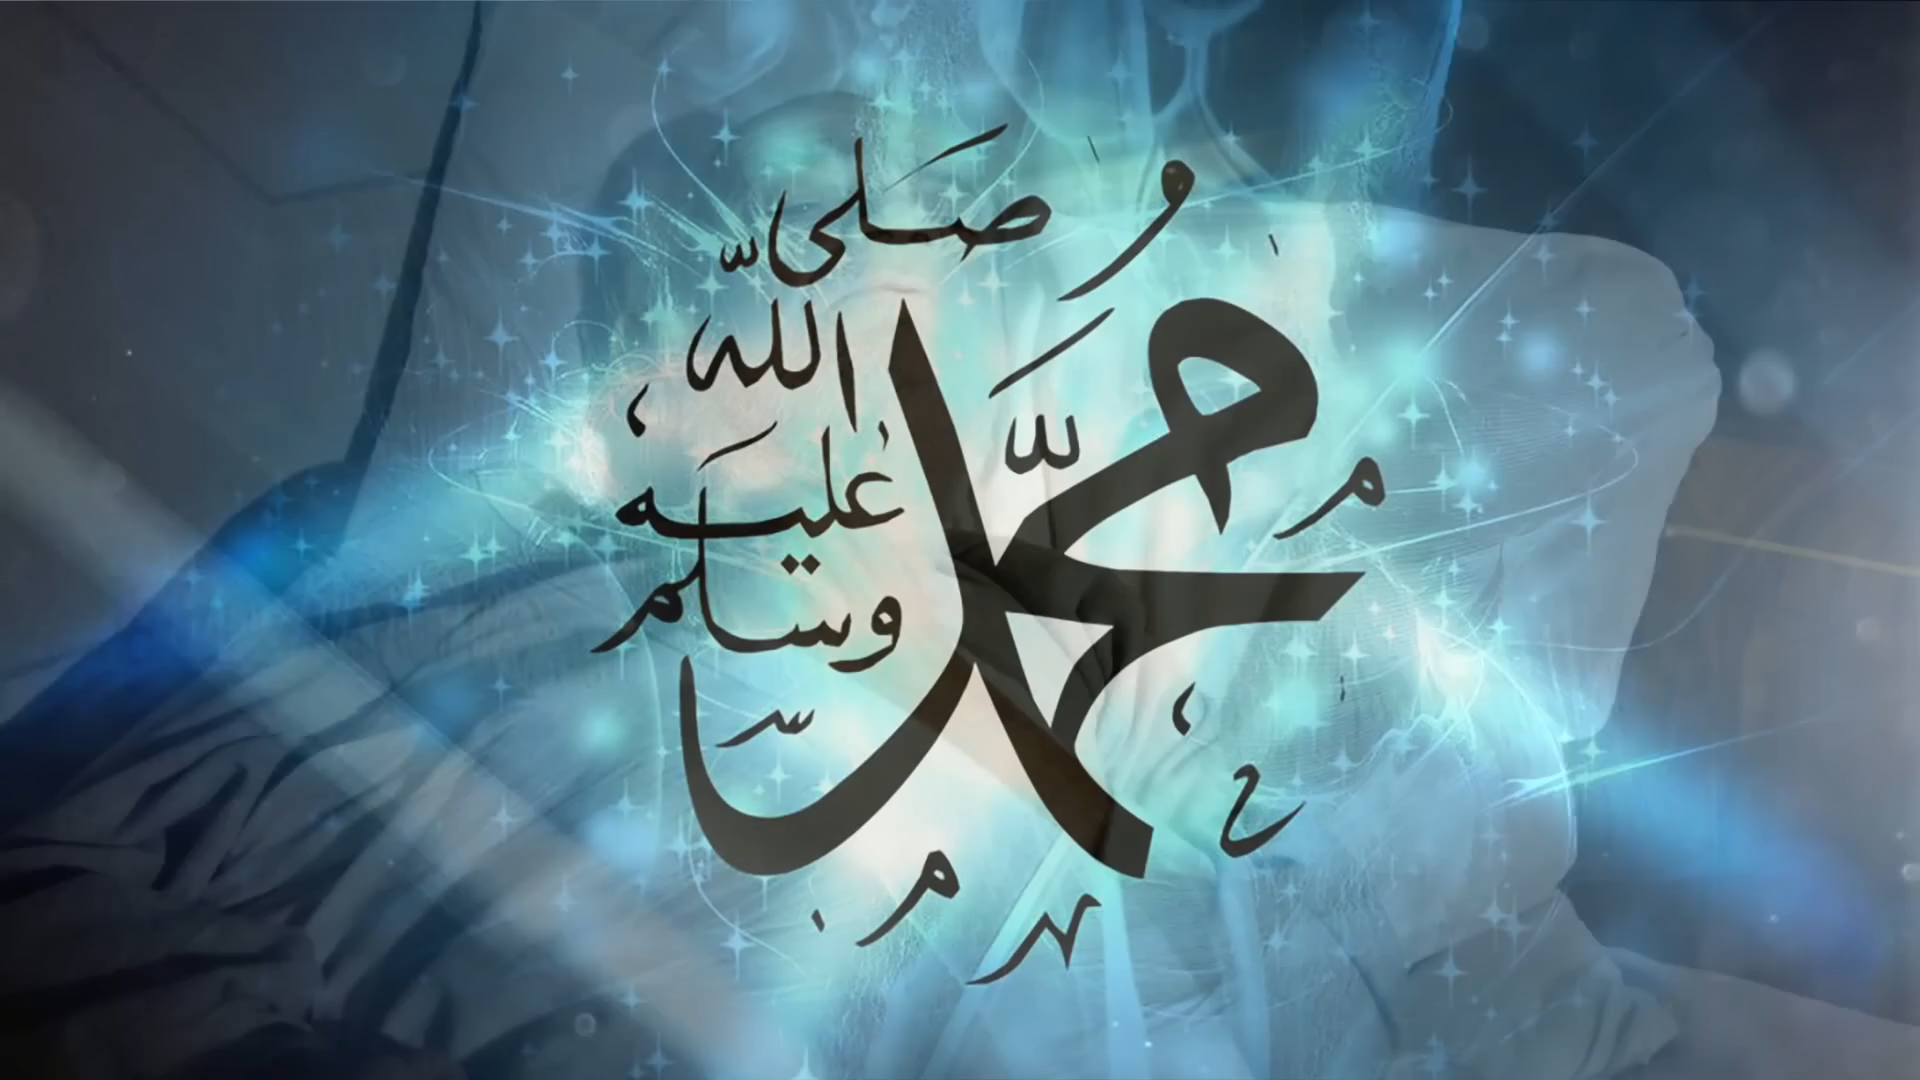 محمد
صلى
الله
عليه
وسلم